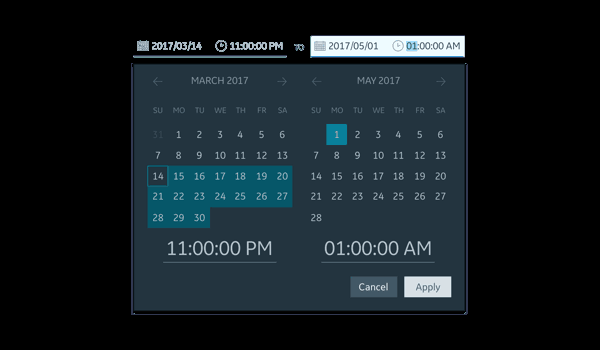 2017/03/14 11:00:00 PM TO 2017/05/01 01:00:00 AM
MARCH 2017 MAY 2017
SU MO TU WE TH FR SA SU MO TU WE TH FR SA
31 1 2 3 4 5 6 1 2 3 4 5 6
7 8 9 10 11 12 13 7 8 9 10 11 12 13
14 15 16 17 18 19 20 14 15 16 17 18 19 20
21 22 23 24 25 26 27 21 22 23 24 25 26 27
28 29 30 28
11:00:00 PM 01:00:00 AM
Cancel Apply